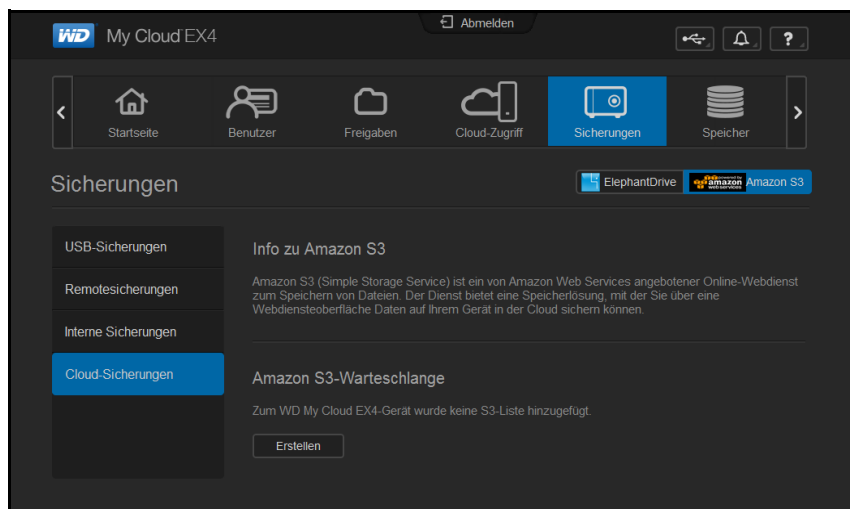 Abmelden
WD My Cloud EX4
?
Startseite
Benutzer
Freigaben
Cloud-Zugriff
Sicherungen
Speicher
Sicherungen
ElephantDrive
powered by
amazon
web services
Amazon S3
USB-Sicherungen
Remotesicherungen
Interne Sicherungen
Cloud-Sicherungen
Info zu Amazon S3
Amazon S3 (Simple Storage Service) ist ein von Amazon Web Services angebotener Online-Webdienst
zum Speichern von Dateien. Der Dienst bietet eine Speicherlösung, mit der Sie über eine
Webdiensteoberfläche Daten auf Ihrem Gerät in der Cloud sichern können.
Amazon S3-Warteschlange
Zum WD My Cloud EX4-Gerät wurde keine S3-Liste hinzugefügt.
Erstellen